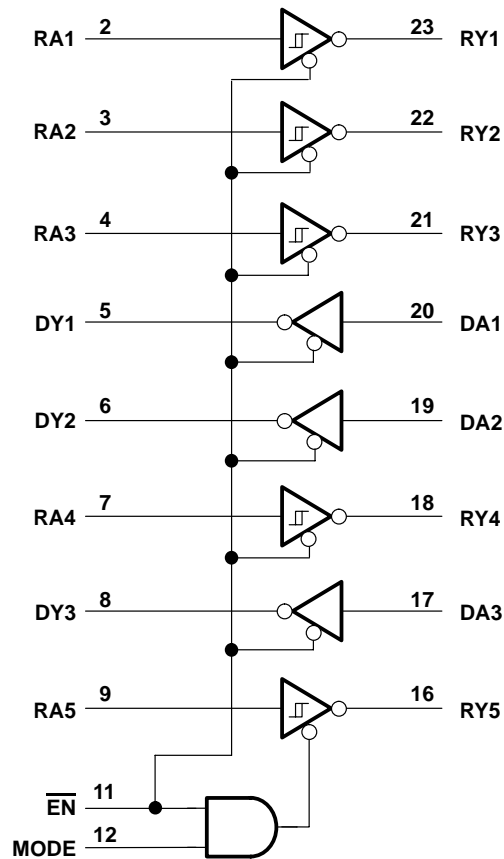 RA1 2 23 RY1
RA2 3 22 RY2
RA3 4 21 RY3
DY1 5 20 DA1
DY2 6 19 DA2
RA4 7 18 RY4
DY3 8 17 DA3
RA5 9 16 RY5
E̅N̅ 11
MODE 12